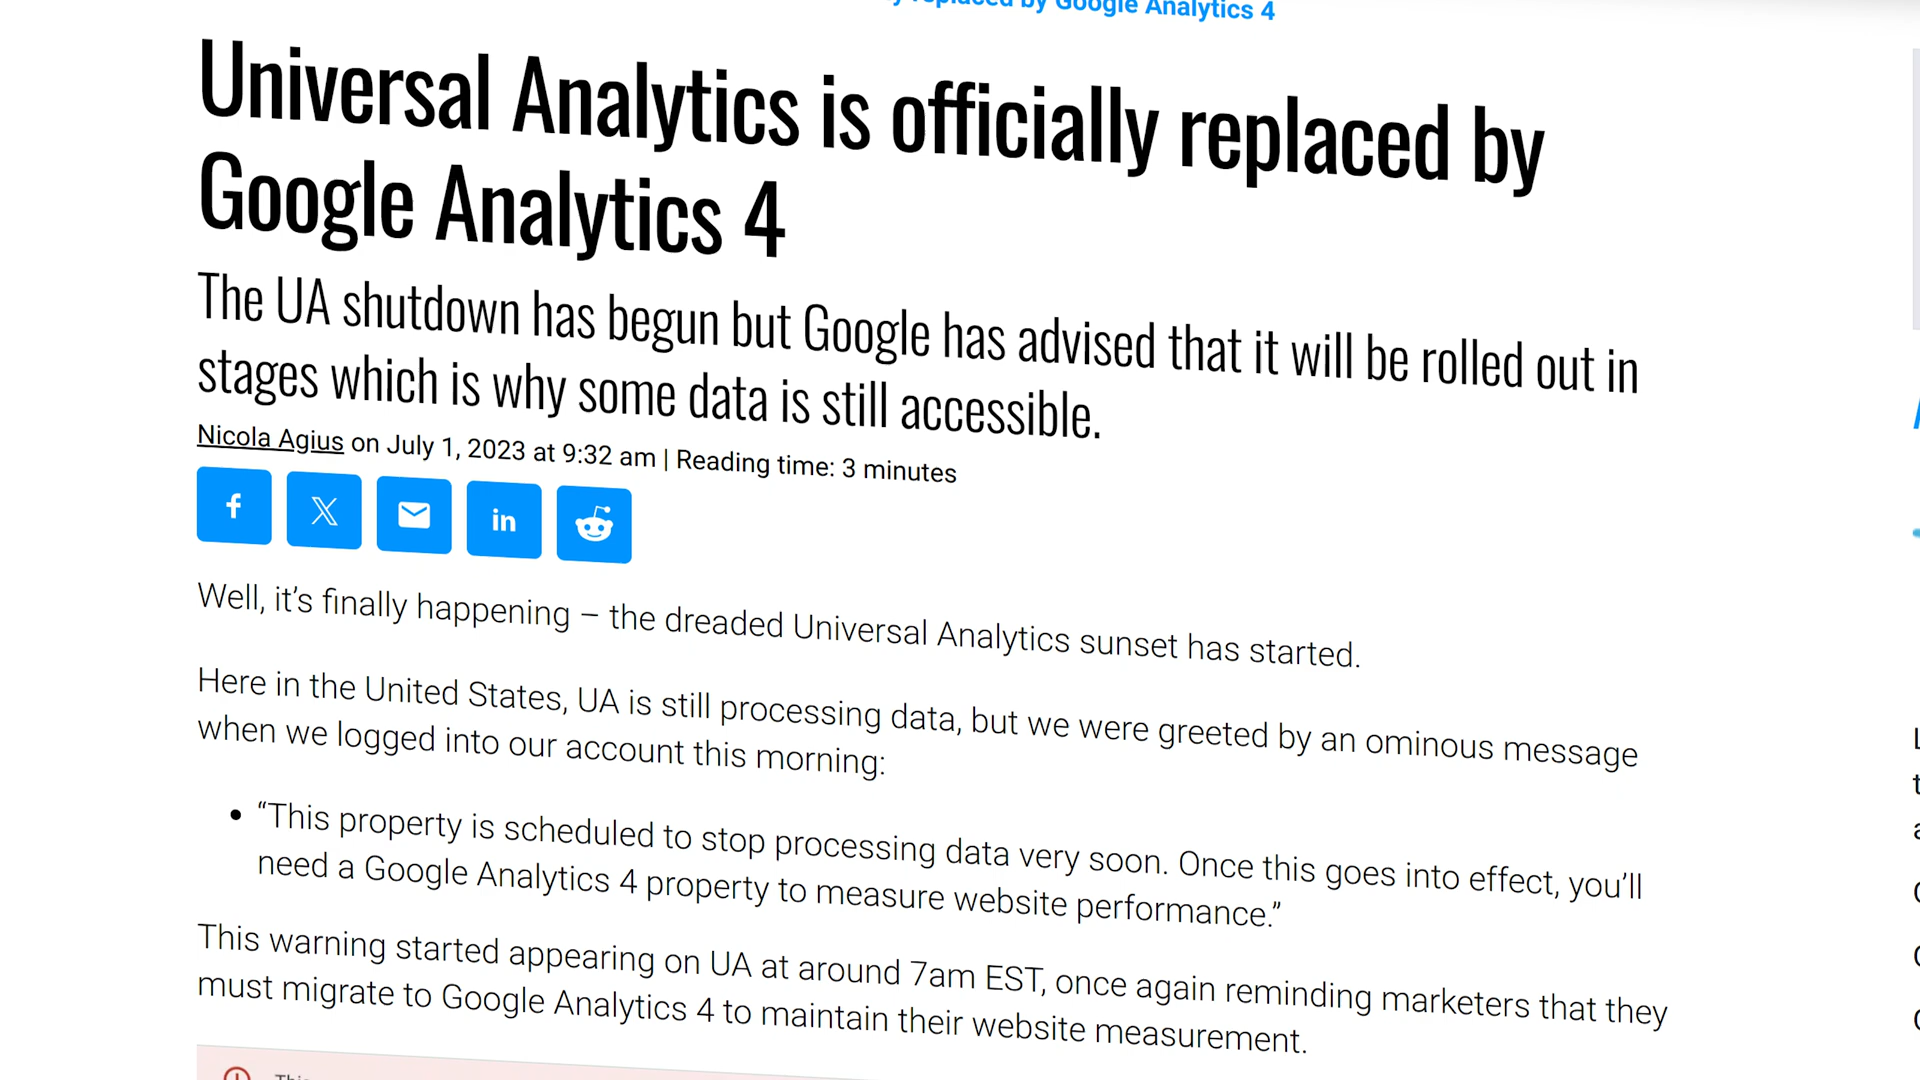 replaced by Google Analytics 4
Universal Analytics is officially replaced by
Google Analytics 4
The UA shutdown has begun but Google has advised that it will be rolled out in
stages which is why some data is still accessible.
Nicola Agius on July 1, 2023 at 9:32 am | Reading time: 3 minutes
f
X
in
Well, it’s finally happening – the dreaded Universal Analytics sunset has started.
Here in the United States, UA is still processing data, but we were greeted by an ominous message
when we logged into our account this morning:
• “This property is scheduled to stop processing data very soon. Once this goes into effect, you’ll
need a Google Analytics 4 property to measure website performance.”
This warning started appearing on UA at around 7am EST, once again reminding marketers that they
must migrate to Google Analytics 4 to maintain their website measurement.